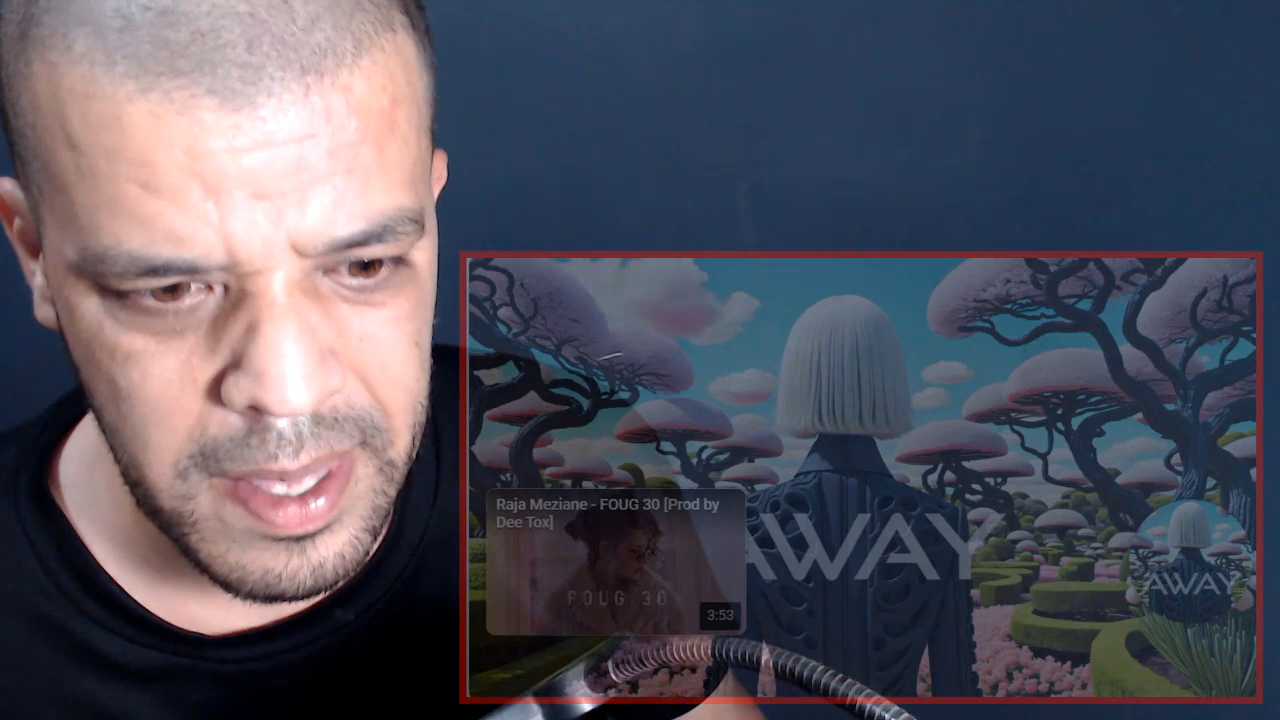 Raja Meziane - FOUG 30 [Prod by
Dee Tox]
FOUG 30
3:53
AWAY
AWAY